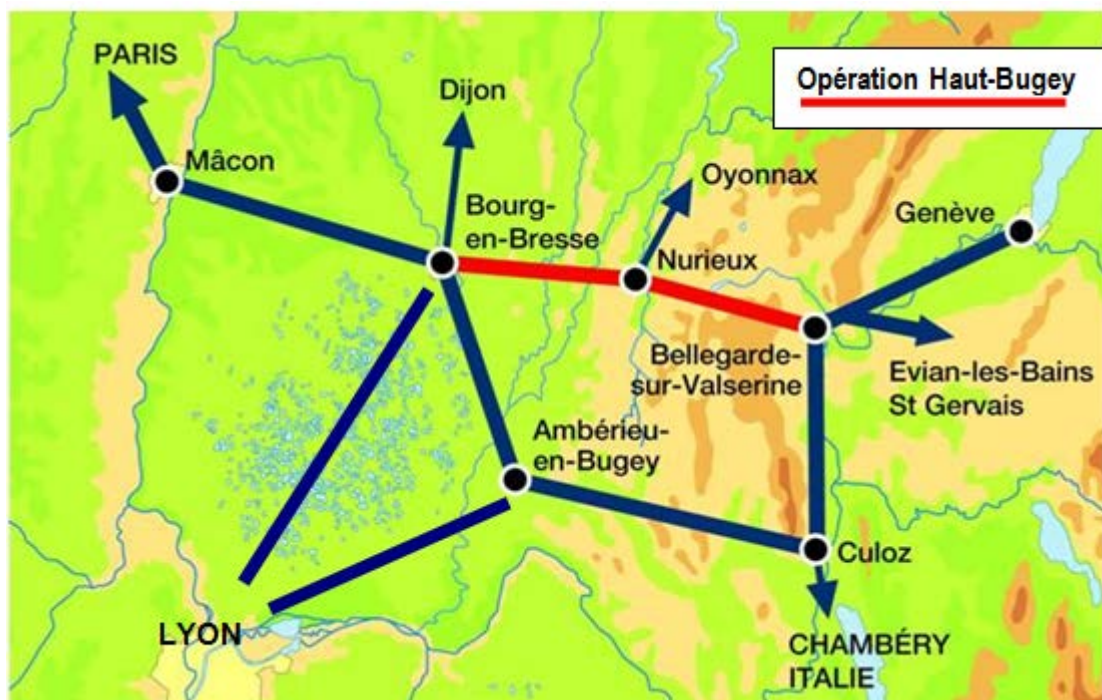 PARIS
Opération Haut-Bugey
Dijon
Mâcon
Oyonnax
Bourg-
en-Bresse
Genève
Nurieux
Bellegarde-
sur-Valserine
Evian-les-Bains
St Gervais
Ambérieu-
en-Bugey
Culoz
LYON
CHAMBÉRY
ITALIE